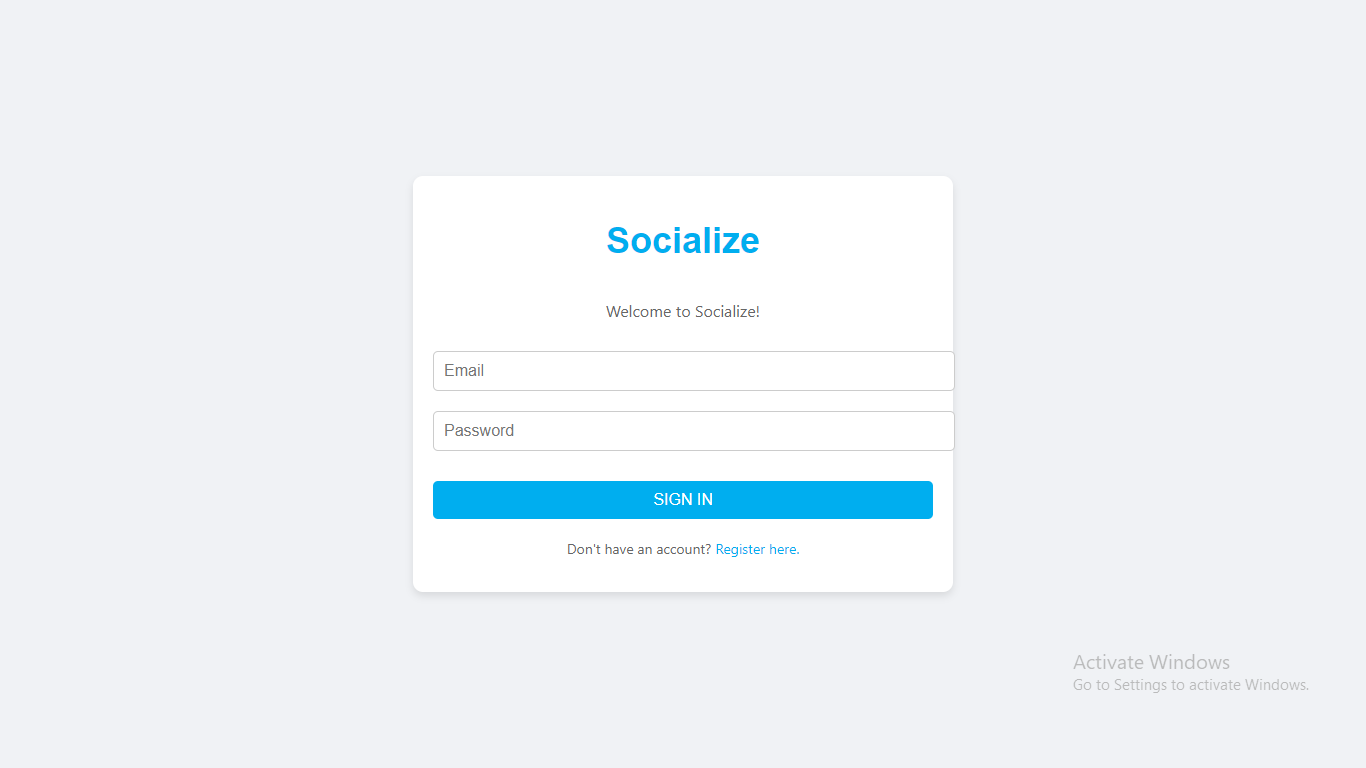 Socialize
Welcome to Socialize!
Email
Password
SIGN IN
Don't have an account? Register here.
Activate Windows
Go to Settings to activate Windows.